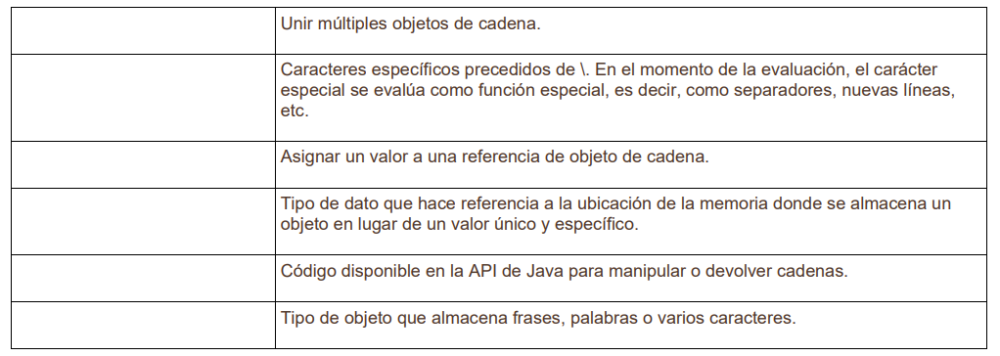 Unir múltiples objetos de cadena.
Caracteres específicos precedidos de \. En el momento de la evaluación, el carácter
especial se evalúa como función especial, es decir, como separadores, nuevas líneas,
etc.
Asignar un valor a una referencia de objeto de cadena.
Tipo de dato que hace referencia a la ubicación de la memoria donde se almacena un
objeto en lugar de un valor único y específico.
Código disponible en la API de Java para manipular o devolver cadenas.
Tipo de objeto que almacena frases, palabras o varios caracteres.